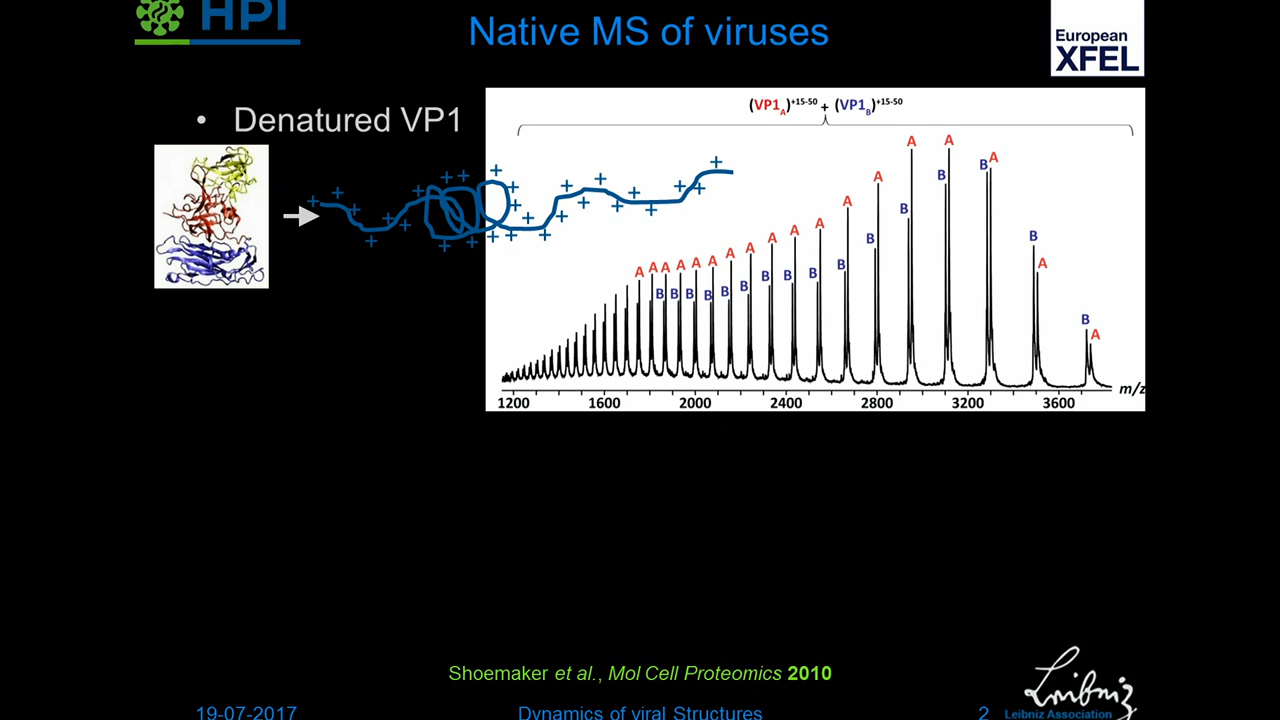 HPI
Native MS of viruses
European
XFEL
• Denatured VP1
(VP1A)+15-50 + (VP1B)+15-50
A A A A A A A A A A A A A A A A A A A
B B B B B B B B B B B B B B B B B B
m/z
1200 1600 2000 2400 2800 3200 3600
Shoemaker et al., Mol Cell Proteomics 2010
Leibniz
19-07-2017 Dynamics of viral Structures 2 Leibniz Association